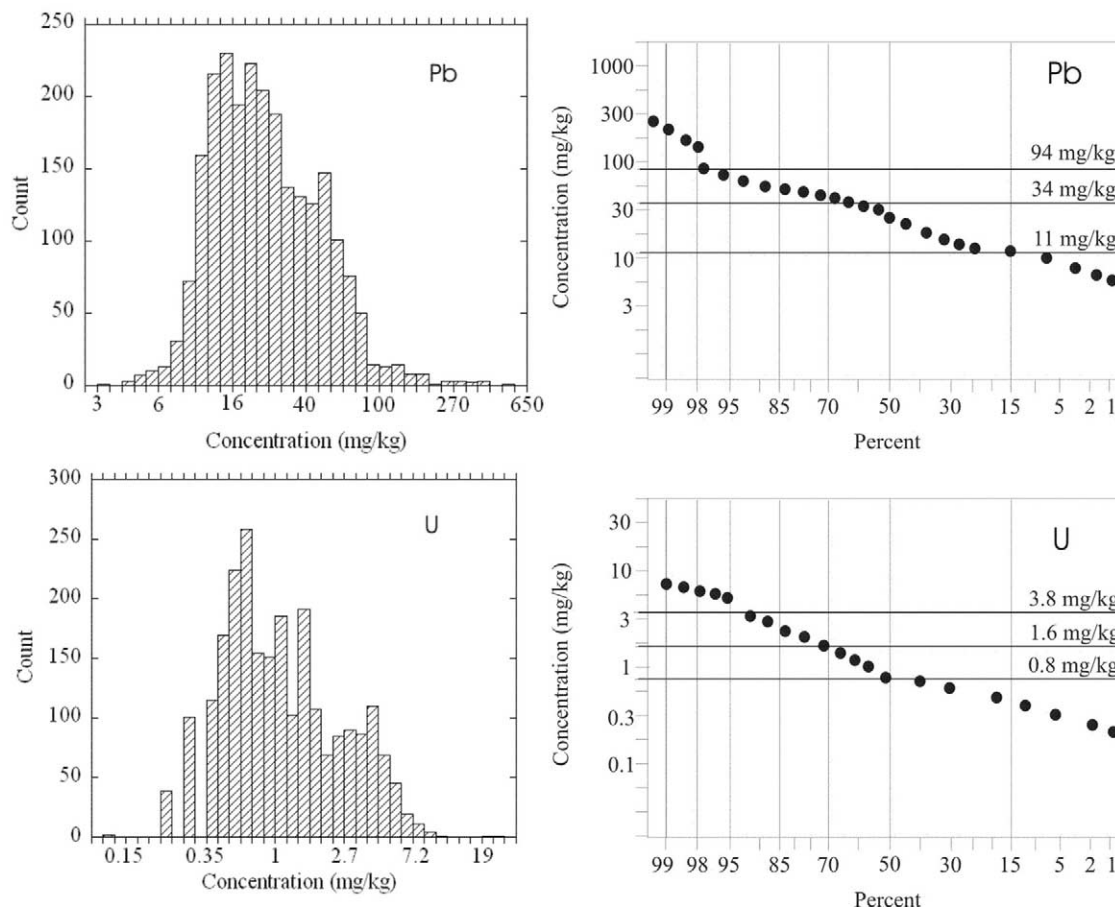 250
200
150
100
50
0
Count
Pb
3 6 16 40 100 270 650
Concentration (mg/kg)
1000
300
100
30
10
3
Concentration (mg/kg)
Pb
94 mg/kg
34 mg/kg
11 mg/kg
99 98 95 85 70 50 30 15 5 2 1
Percent
300
250
200
150
100
50
0
Count
U
0.15 0.35 1 2.7 7.2 19
Concentration (mg/kg)
30
10
3
1
0.3
0.1
Concentration (mg/kg)
U
3.8 mg/kg
1.6 mg/kg
0.8 mg/kg
99 98 95 85 70 50 30 15 5 2 1
Percent